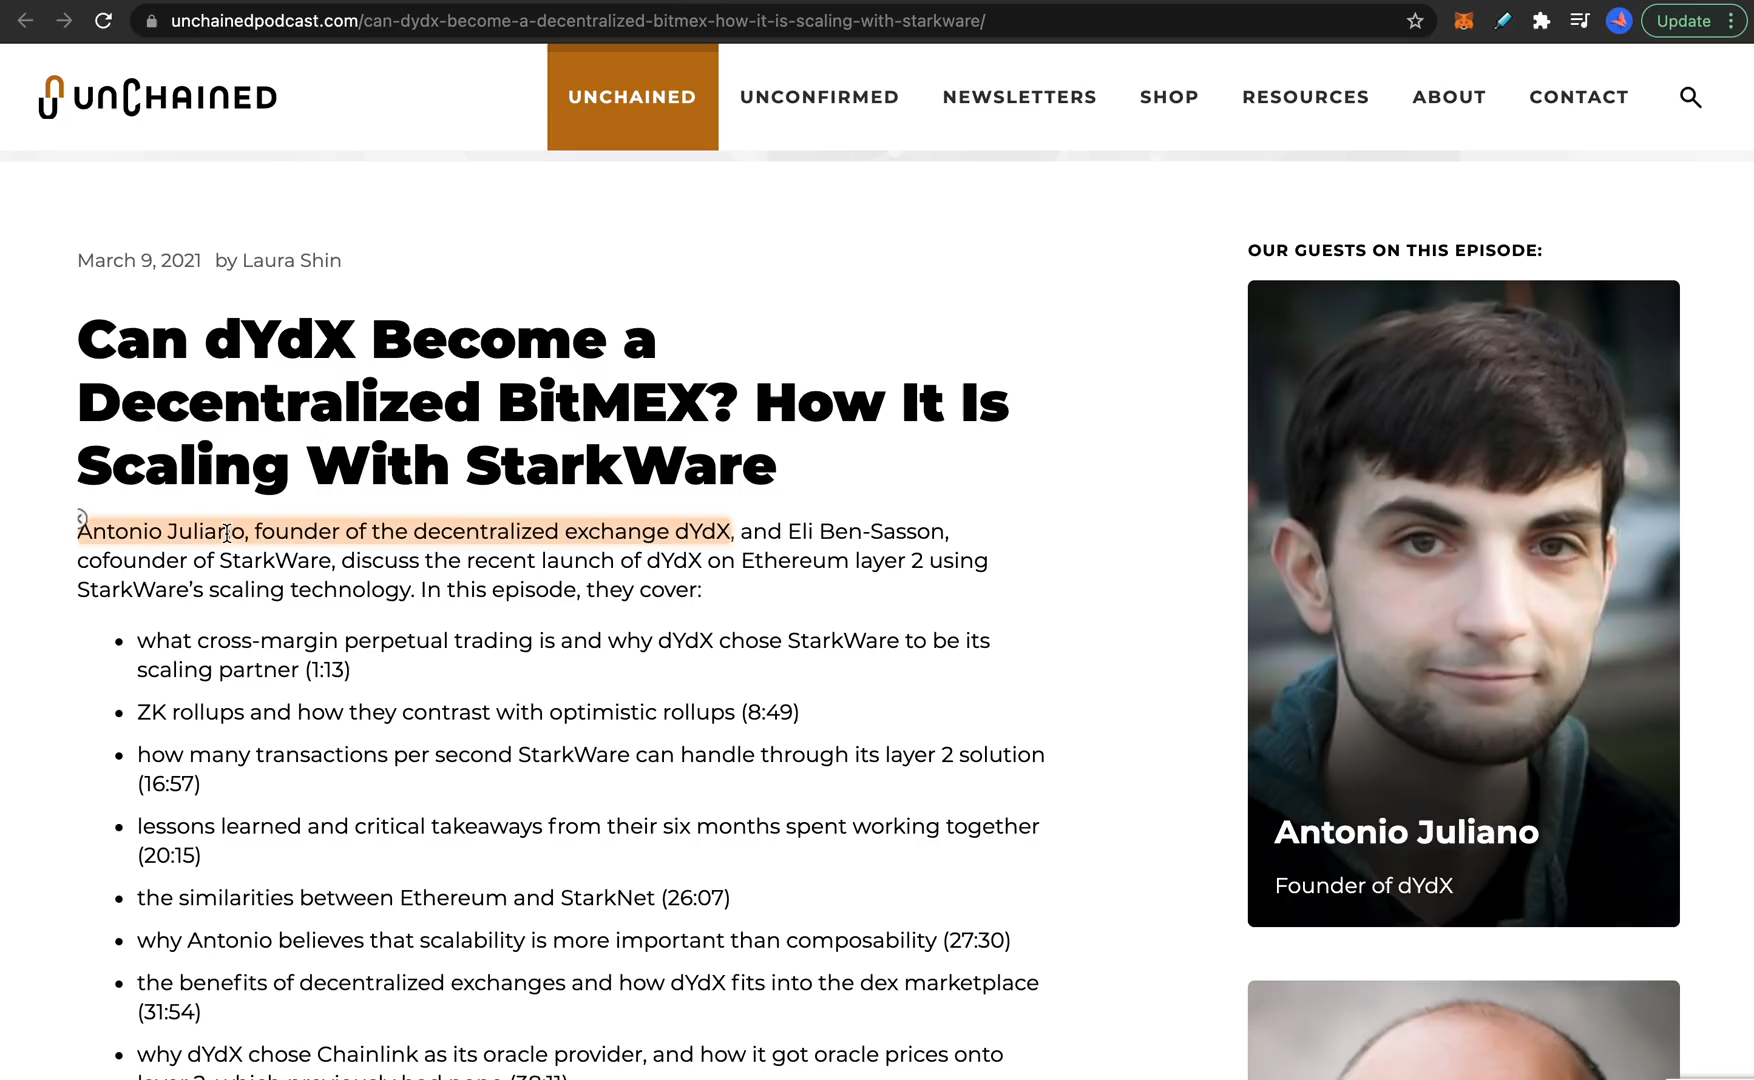 unchainedpodcast.com/can-dydx-become-a-decentralized-bitmex-how-it-is-scaling-with-starkware/
Update
UNCHAINED
UNCHAINED
UNCONFIRMED
NEWSLETTERS
SHOP
RESOURCES
ABOUT
CONTACT
March 9, 2021 by Laura Shin
Can dYdX Become a
Decentralized BitMEX? How It Is
Scaling With StarkWare
Antonio Juliano, founder of the decentralized exchange dYdX, and Eli Ben-Sasson,
cofounder of StarkWare, discuss the recent launch of dYdX on Ethereum layer 2 using
StarkWare’s scaling technology. In this episode, they cover:
• what cross-margin perpetual trading is and why dYdX chose StarkWare to be its
scaling partner (1:13)
• ZK rollups and how they contrast with optimistic rollups (8:49)
• how many transactions per second StarkWare can handle through its layer 2 solution
(16:57)
• lessons learned and critical takeaways from their six months spent working together
(20:15)
• the similarities between Ethereum and StarkNet (26:07)
• why Antonio believes that scalability is more important than composability (27:30)
• the benefits of decentralized exchanges and how dYdX fits into the dex marketplace
(31:54)
• why dYdX chose Chainlink as its oracle provider, and how it got oracle prices onto
OUR GUESTS ON THIS EPISODE:
Antonio Juliano
Founder of dYdX